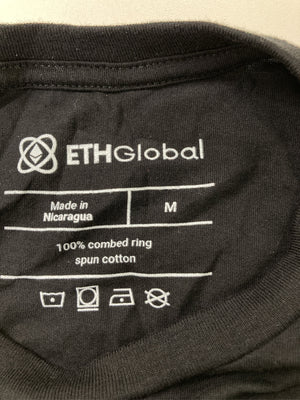 ETHGlobal
Made in
Nicaragua
M
100% combed ring
spun cotton